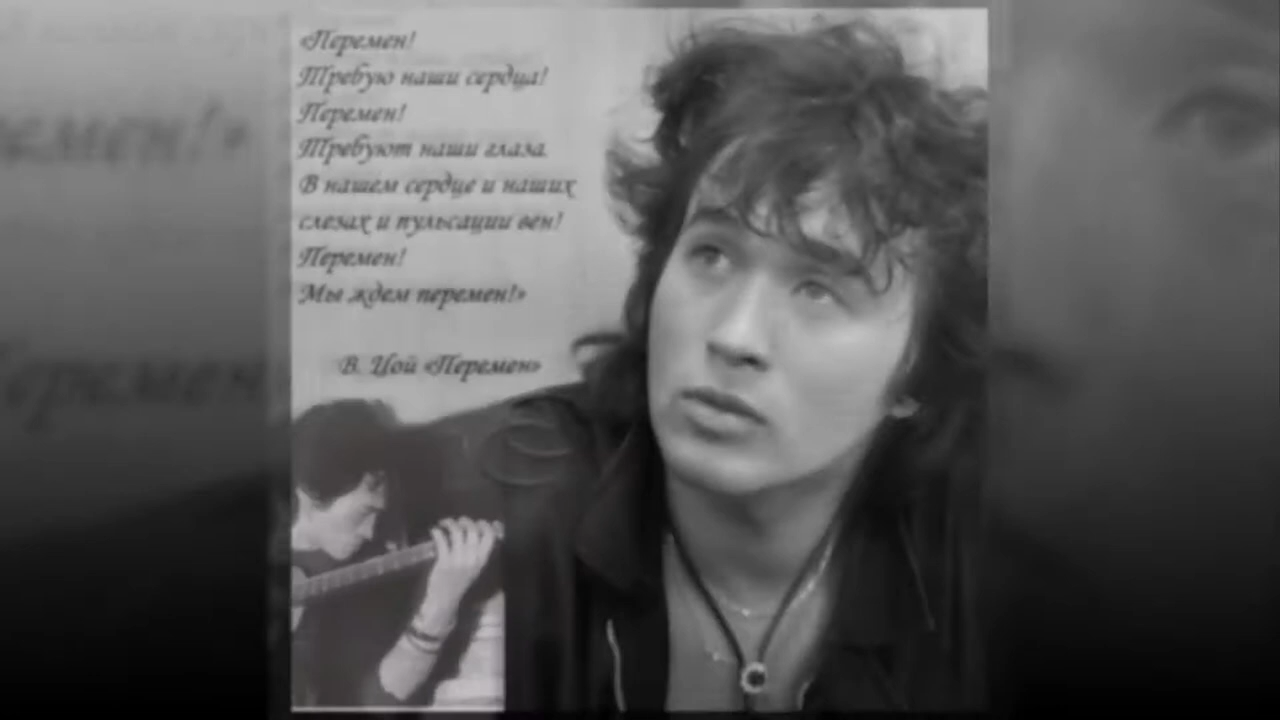 «Перемен!
Требую наши сердца!
Перемен!
Требуют наши глаза.
В нашем сердце и наших
слезах и пульсации вен!
Перемен!
Мы ждем перемен!»
В. Цой «Перемен»